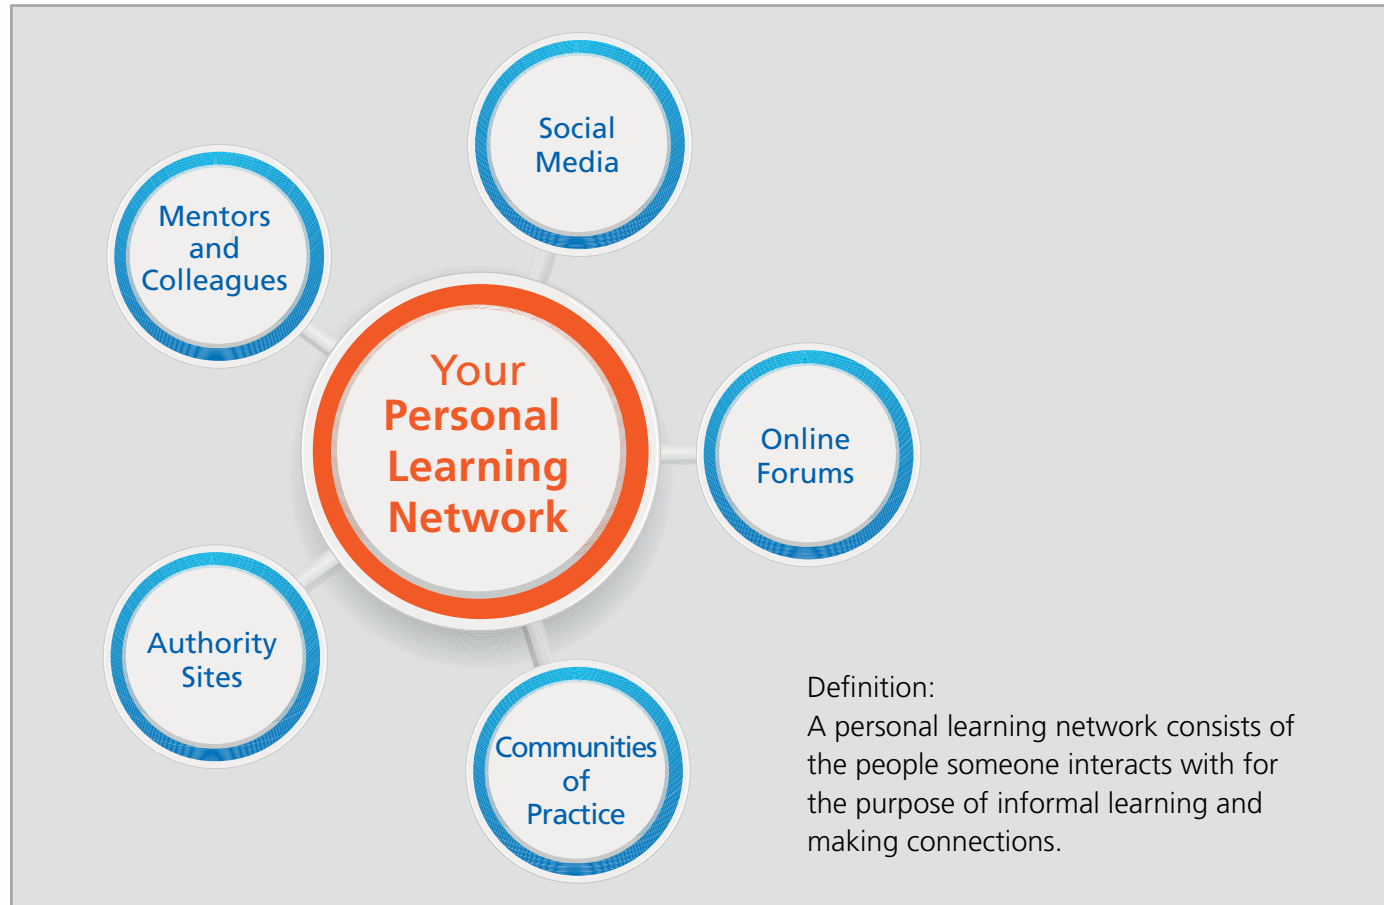 Social
Media
Mentors
and
Colleagues
Your
Personal
Learning
Network
Online
Forums
Authority
Sites
Communities
of
Practice
Definition:
A personal learning network consists of
the people someone interacts with for
the purpose of informal learning and
making connections.